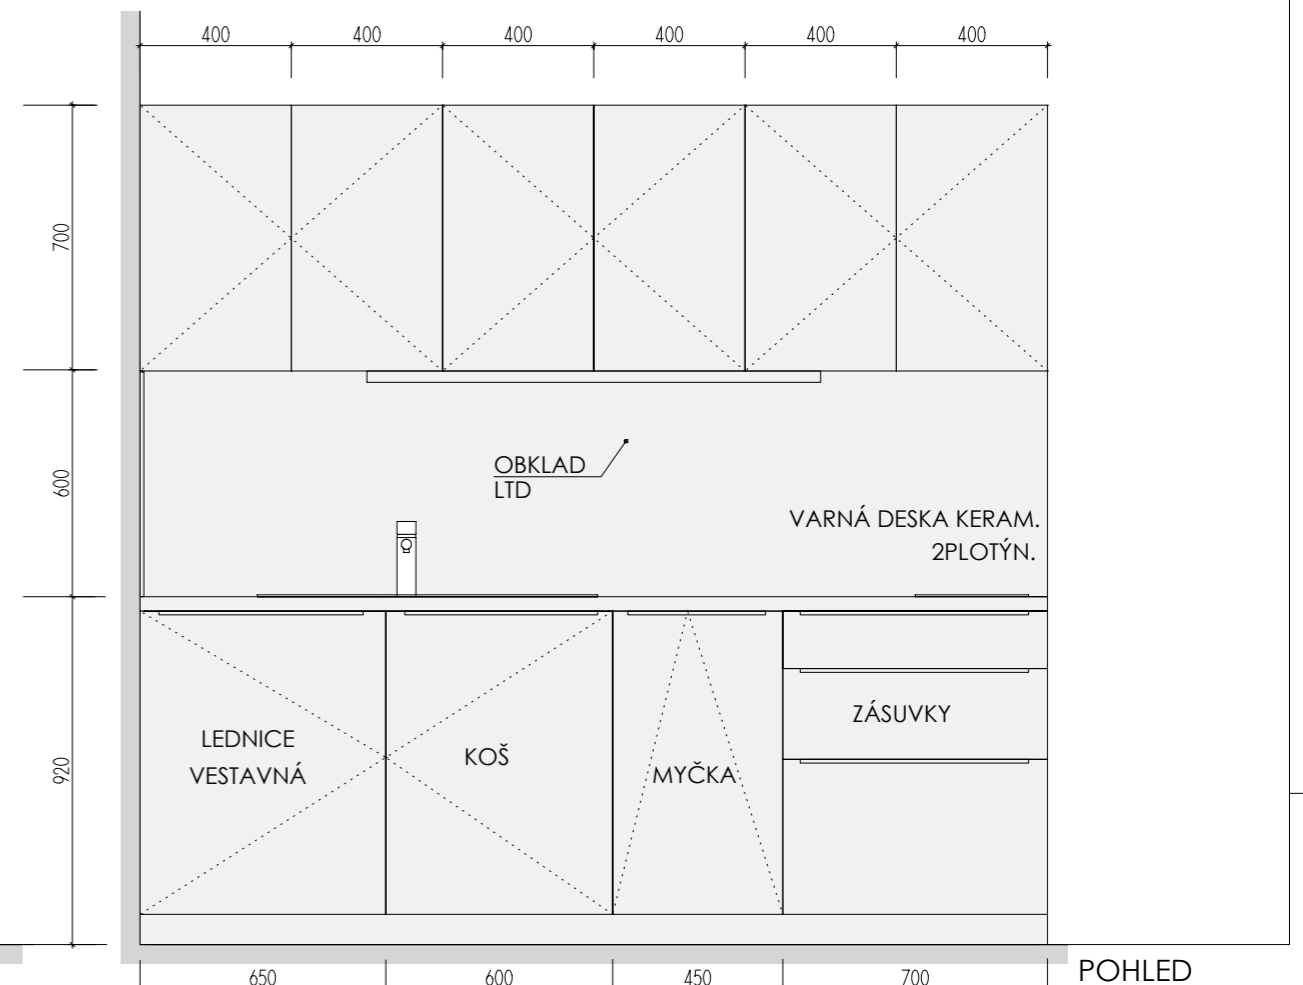 400 400 400 400 400 400
700
600
OBKLAD
LTD
VARNÁ DESKA KERAM.
2PLOTÝN.
920
LEDNICE
VESTAVNÁ
KOŠ
MYČKA
ZÁSUVKY
650 600 450 700
POHLED